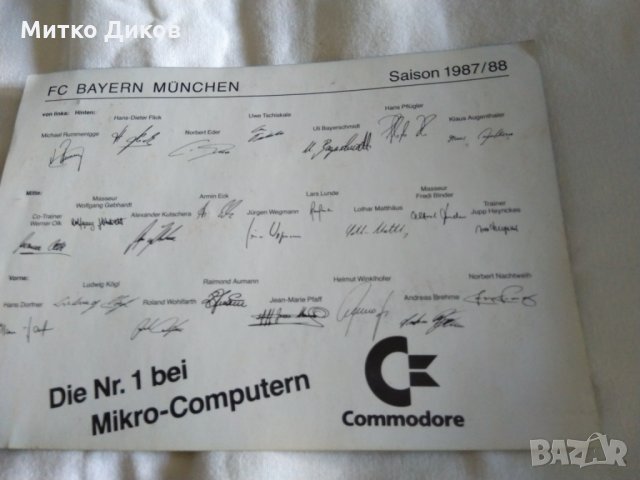 Митко Диков
FC BAYERN MÜNCHEN Saison 1987/88
von links: Hinten: Hans-Dieter Flick Uwe Tschiskale Hans Pflügler
Michael Rummenigge Norbert Eder Uli Bayerschmidt Klaus Augenthaler
Mitte: Masseur Wolfgang Gebhardt Armin Eck Lars Lunde Masseur Fredi Binder
Co-Trainer Werner Olk Alexander Kutschera Jürgen Wegmann Lothar Matthäus Trainer Jupp Heynckes
Vorne: Ludwig Kögl Raimond Aumann Helmut Winklhofer Norbert Nachtweih
Hans Dorfner Roland Wohlfarth Jean-Marie Pfaff Andreas Brehme
Die Nr. 1 bei
Mikro-Computern
Commodore
BAZAR